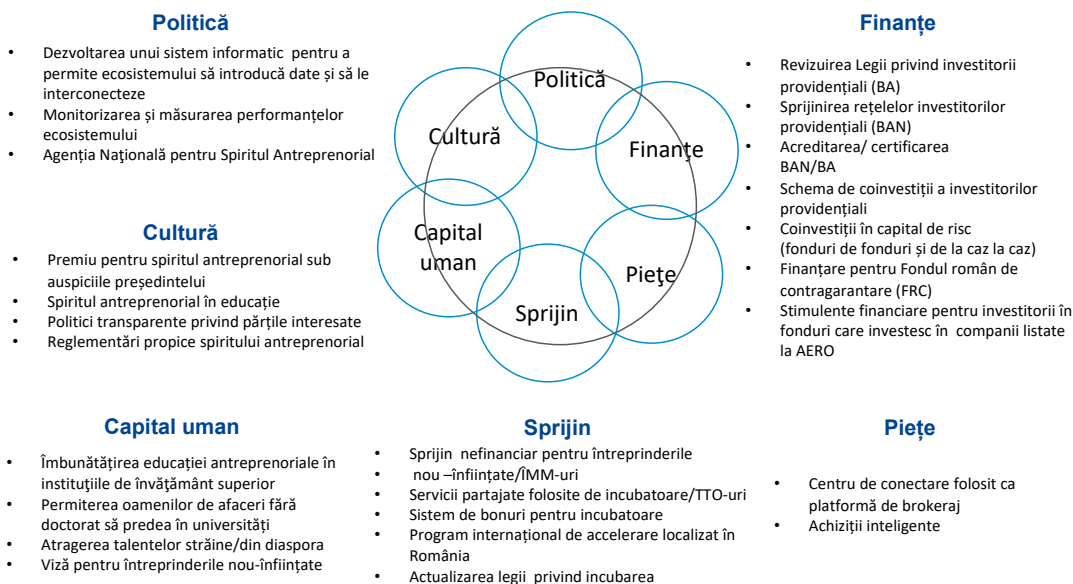 Politică
• Dezvoltarea unui sistem informatic pentru a
permite ecosistemului să introducă date și să le
interconecteze
• Monitorizarea și măsurarea performanțelor
ecosistemului
• Agenția Naţională pentru Spiritul Antreprenorial
Cultură
• Premiu pentru spiritul antreprenorial sub
auspiciile președintelui
• Spiritul antreprenorial în educație
• Politici transparente privind părțile interesate
• Reglementări propice spiritului antreprenorial
Politică
Cultură
Finanțe
Capital
uman
Piețe
Sprijin
Finanțe
• Revizuirea Legii privind investitorii
providențiali (BA)
• Sprijinirea rețelelor investitorilor
providențiali (BAN)
• Acreditarea/ certificarea
BAN/BA
• Schema de coinvestiții a investitorilor
providențiali
• Coinvestiții în capital de risc
(fonduri de fonduri și de la caz la caz)
• Finanțare pentru Fondul român de
contragarantare (FRC)
• Stimulente financiare pentru investitorii în
fonduri care investesc în companii listate
la AERO
Capital uman
• Îmbunătățirea educației antreprenoriale în
instituţiile de învăţământ superior
• Permiterea oamenilor de afaceri fără
doctorat să predea în universități
• Atragerea talentelor străine/din diaspora
• Viză pentru întreprinderile nou-înființate
Sprijin
• Sprijin nefinanciar pentru întreprinderile
• nou –înființate/ÎMM-uri
• Servicii partajate folosite de incubatoare/TTO-uri
• Sistem de bonuri pentru incubatoare
• Program internațional de accelerare localizat în
România
• Actualizarea legii privind incubarea
Piețe
• Centru de conectare folosit ca
platformă de brokeraj
• Achiziții inteligente